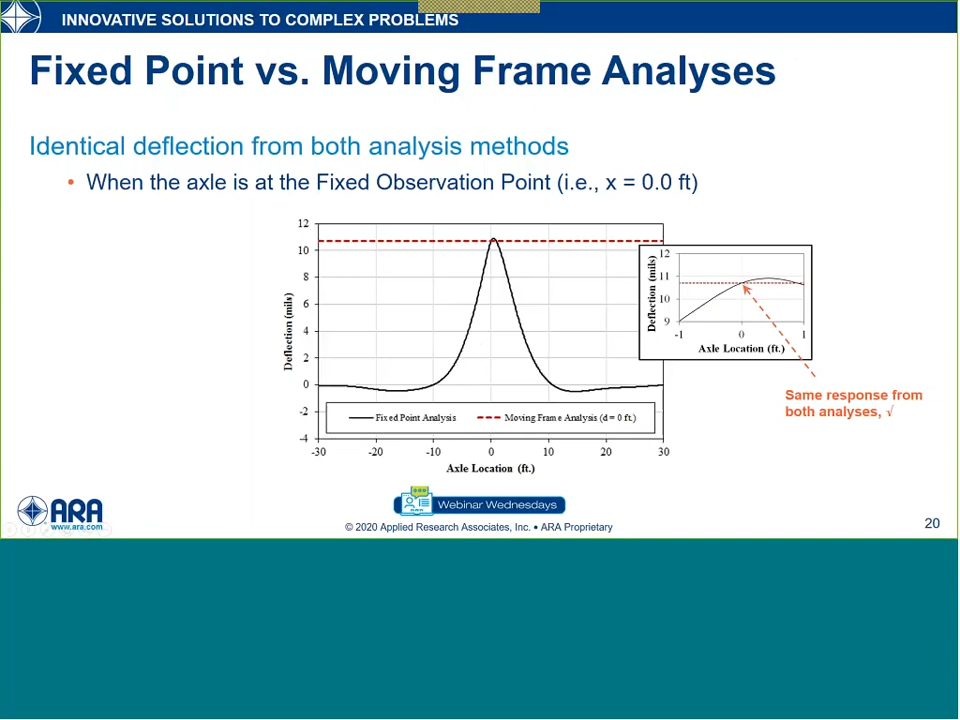 INNOVATIVE SOLUTIONS TO COMPLEX PROBLEMS
Fixed Point vs. Moving Frame Analyses
Identical deflection from both analysis methods
• When the axle is at the Fixed Observation Point (i.e., x = 0.0 ft)
12
10
8
6
4
2
0
-2
-4
Deflection (mils)
-30
-20
-10
0
10
20
30
Axle Location (ft.)
Fixed Point Analysis
Moving Frame Analysis (d = 0 ft.)
12
11
10
9
Deflection (mils)
-1
0
1
Axle Location (ft.)
Same response from
both analyses, √
ARA
www.ara.com
Webinar Wednesdays
© 2020 Applied Research Associates, Inc. • ARA Proprietary
20